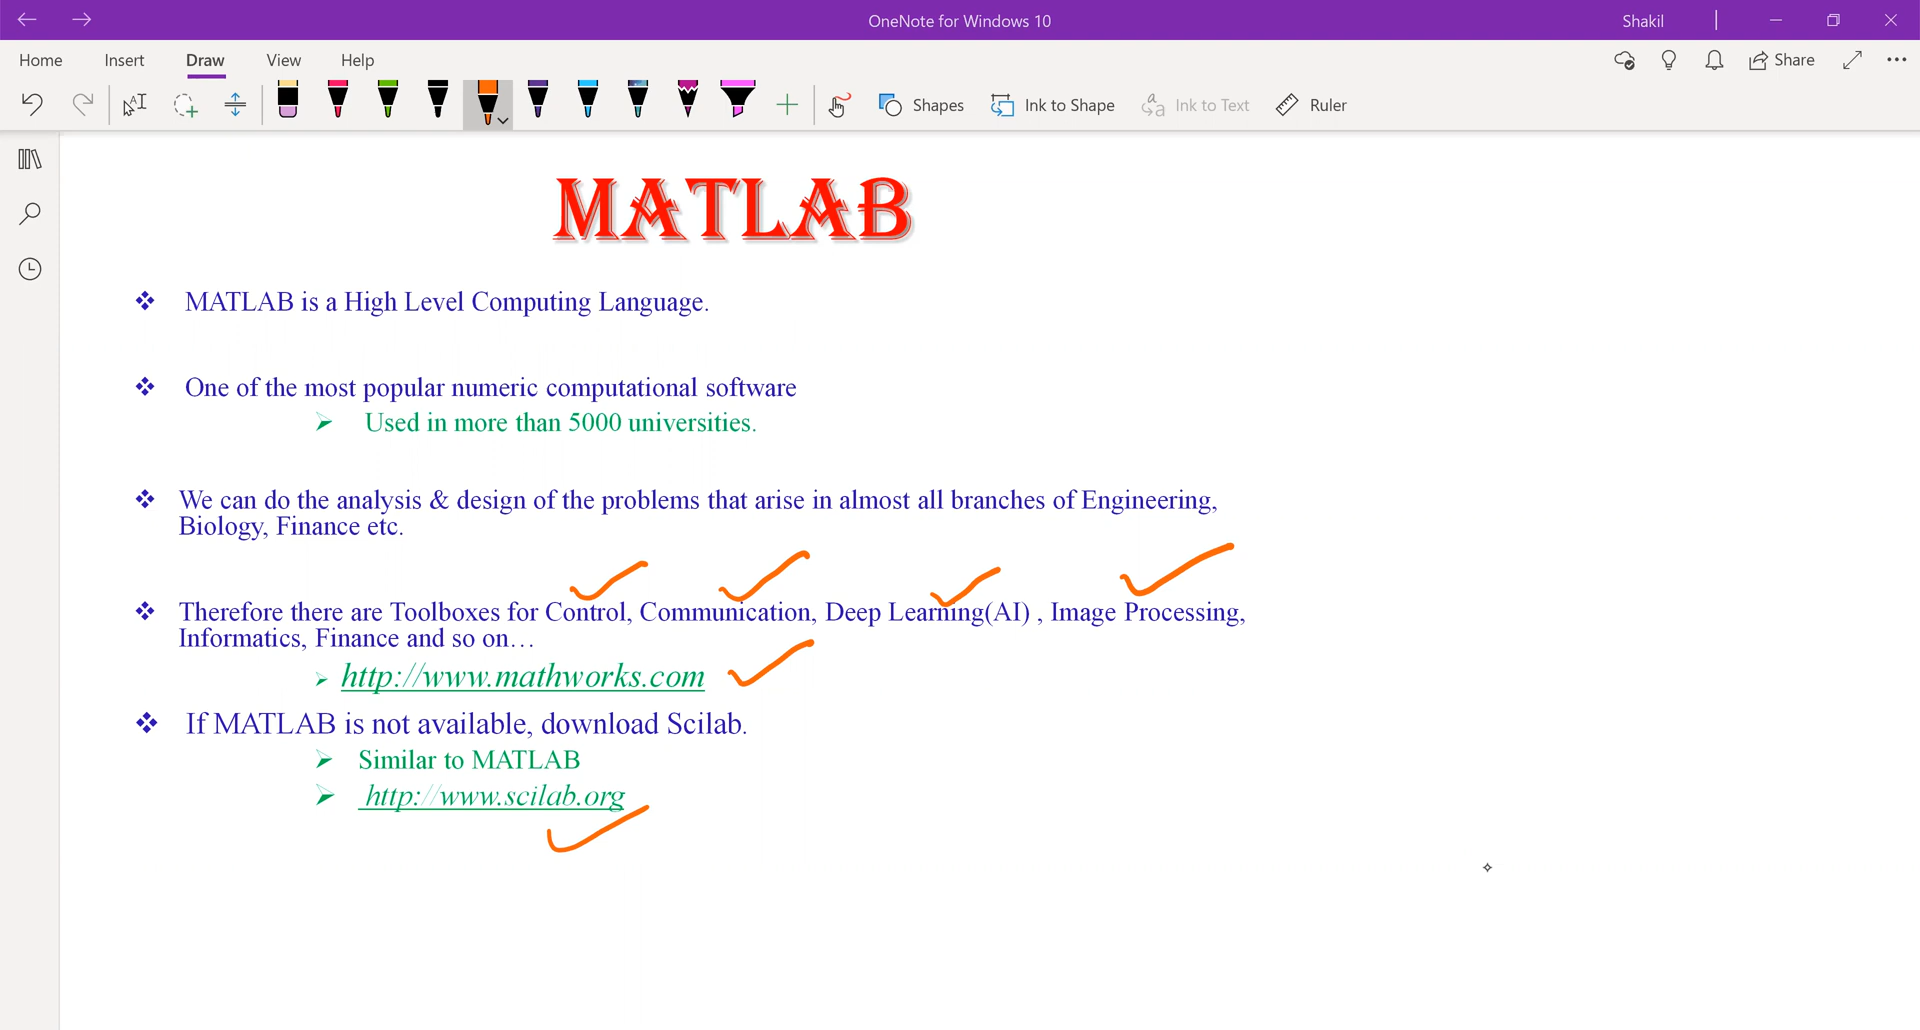 OneNote for Windows 10
Shakil
Home Insert Draw View Help
Share
Shapes Ink to Shape Ink to Text Ruler
MATLAB
❖ MATLAB is a High Level Computing Language.
❖ One of the most popular numeric computational software
➢ Used in more than 5000 universities.
❖ We can do the analysis & design of the problems that arise in almost all branches of Engineering,
Biology, Finance etc.
❖ Therefore there are Toolboxes for Control, Communication, Deep Learning(AI) , Image Processing,
Informatics, Finance and so on…
➢ http://www.mathworks.com
❖ If MATLAB is not available, download Scilab.
➢ Similar to MATLAB
➢ http://www.scilab.org